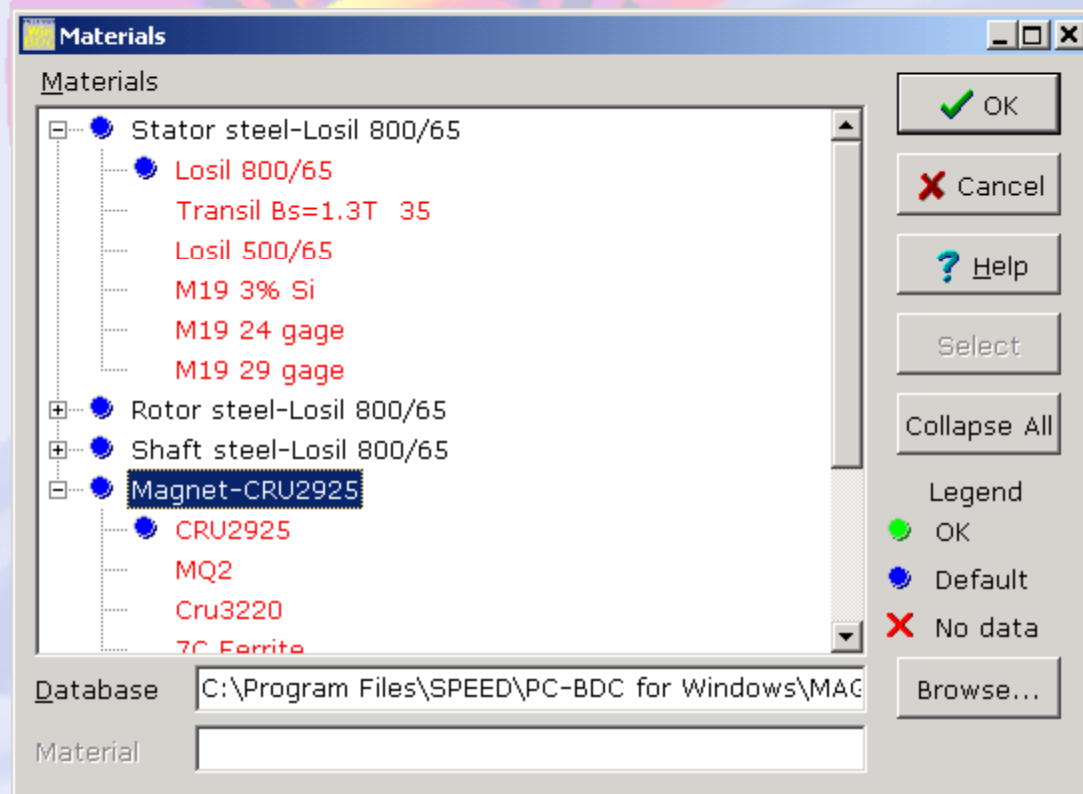 Materials
Materials
Stator steel-Losil 800/65
Losil 800/65
Transil Bs=1.3T 35
Losil 500/65
M19 3% Si
M19 24 gage
M19 29 gage
Rotor steel-Losil 800/65
Shaft steel-Losil 800/65
Magnet-CRU2925
CRU2925
MQ2
Cru3220
7C Ferrite
Database C:\Program Files\SPEED\PC-BDC for Windows\MAG
Material
OK
Cancel
Help
Select
Collapse All
Legend
OK
Default
No data
Browse...